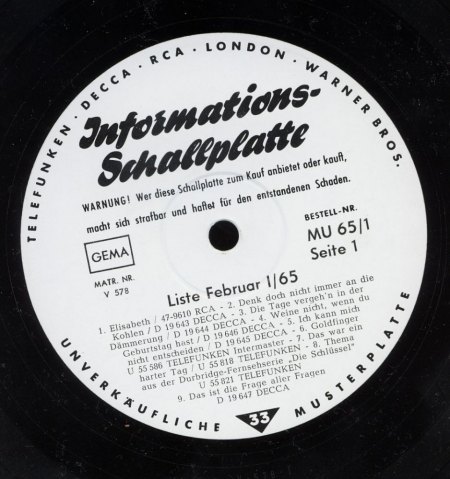 TELEFUNKEN · DECCA · RCA · LONDON · WARNER BROS.
Informations-
Schallplatte
WARNUNG! Wer diese Schallplatte zum Kauf anbietet oder kauft,
macht sich strafbar und haftet für den entstandenen Schaden.
GEMA
MATR. NR.
V 578
BESTELL-NR.
MU 65/1
Seite 1
Liste Februar I/65
1. Elisabeth / 47-9610 RCA - 2. Denk doch nicht immer an die
Kohlen / D 19 643 DECCA - 3. Die Tage vergeh'n in der
Dämmerung / D 19 644 DECCA - 4. Weine nicht, wenn du
Geburtstag hast / D 19 646 DECCA - 5. Ich kann mich
nicht entscheiden / D 19 645 DECCA - 6. Goldfinger
U 55 586 TELEFUNKEN Intermaster - 7. Das war ein
harter Tag / U 55 818 TELEFUNKEN - 8. Thema
aus der Durbridge-Fernsehserie „Die Schlüssel"
U 55 821 TELEFUNKEN
9. Das ist die Frage aller Fragen
D 19 647 DECCA
UNVERKÄUFLICHE 33 MUSTERPLATTE